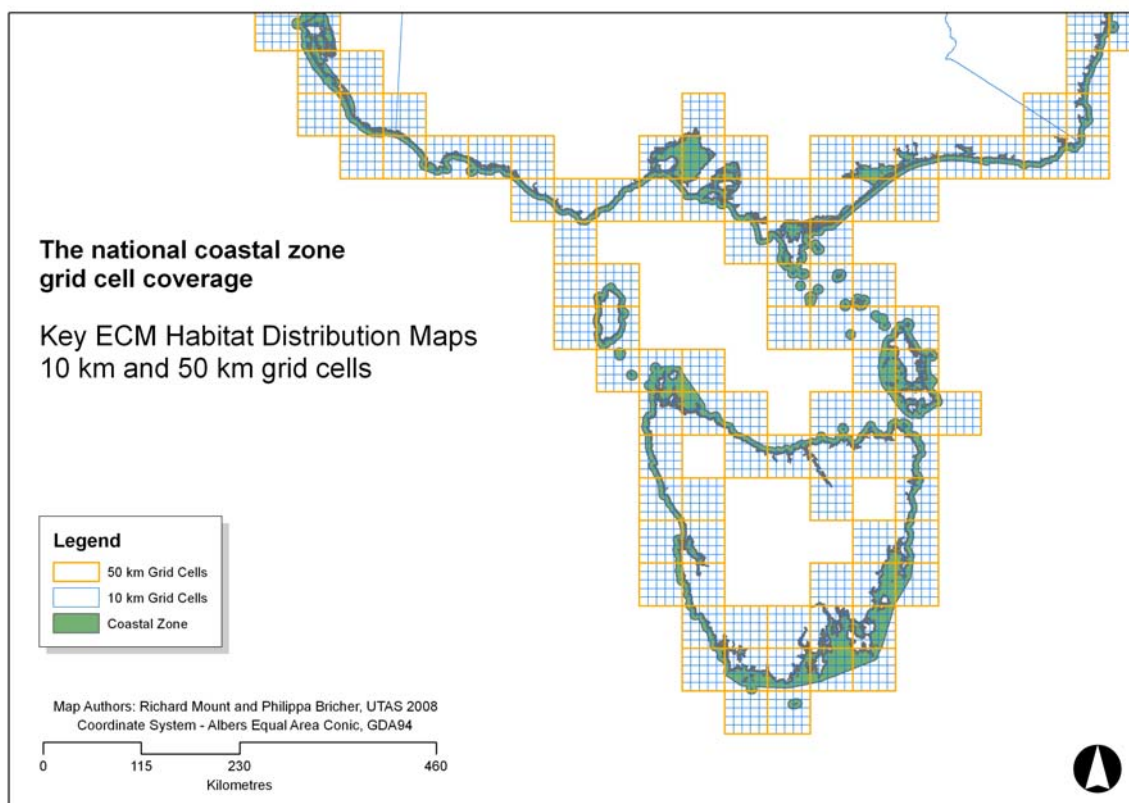 The national coastal zone
grid cell coverage
Key ECM Habitat Distribution Maps
10 km and 50 km grid cells
Legend
50 km Grid Cells
10 km Grid Cells
Coastal Zone
Map Authors: Richard Mount and Philippa Bricher, UTAS 2008
Coordinate System - Albers Equal Area Conic, GDA94
0 115 230 460
Kilometres